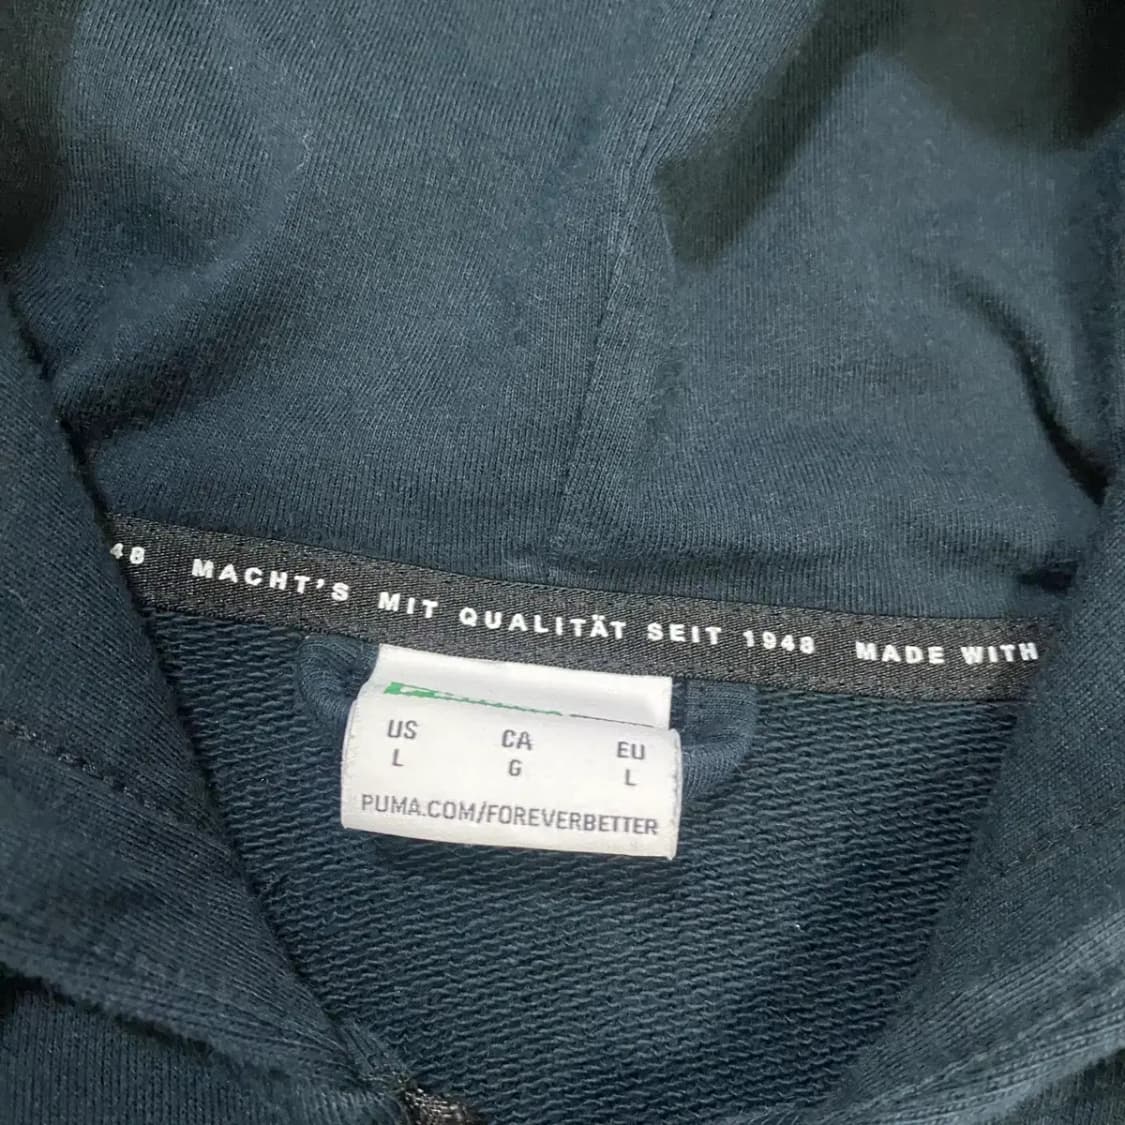 48 MACHT'S MIT QUALITÄT SEIT 1948 MADE WITH
US CA EU
L G L
PUMA.COM/FOREVERBETTER